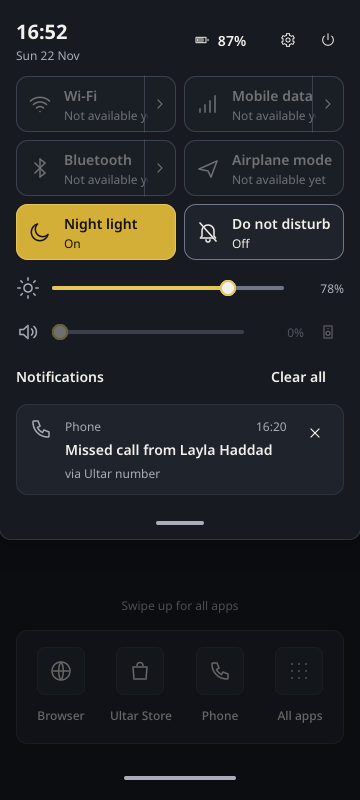 16:52
87%
Sun 22 Nov
Wi-Fi
Not available y
Mobile data
Not available y
Bluetooth
Not available y
Airplane mode
Not available yet
Night light
On
Do not disturb
Off
78%
0%
Notifications
Clear all
Phone
16:20
Missed call from Layla Haddad
via Ultar number
Swipe up for all apps
Browser
Ultar Store
Phone
All apps